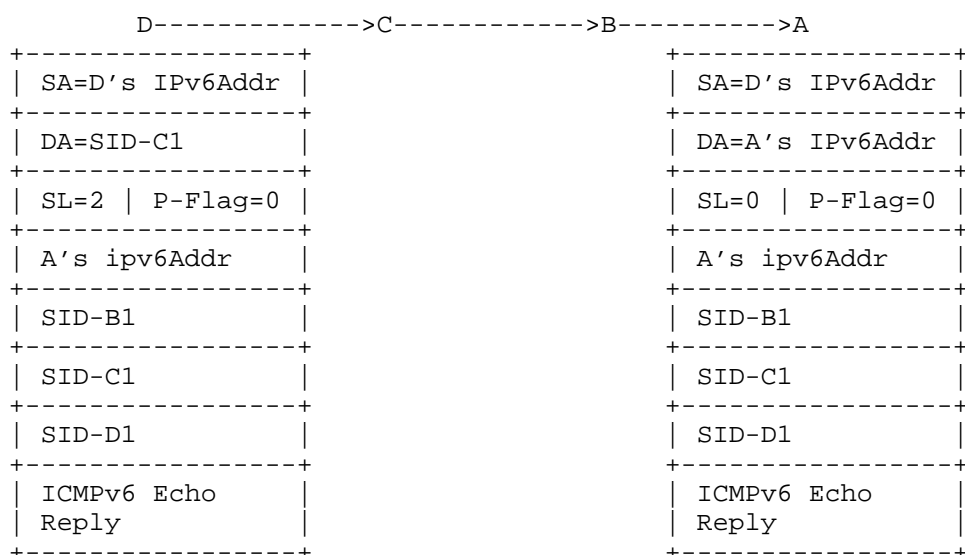 D------------->C------------>B---------->A
+-----------------+ +-----------------+
| SA=D's IPv6Addr | | SA=D's IPv6Addr |
+-----------------+ +-----------------+
| DA=SID-C1 | | DA=A's IPv6Addr |
+-----------------+ +-----------------+
| SL=2 | P-Flag=0 | | SL=0 | P-Flag=0 |
+-----------------+ +-----------------+
| A's ipv6Addr | | A's ipv6Addr |
+-----------------+ +-----------------+
| SID-B1 | | SID-B1 |
+-----------------+ +-----------------+
| SID-C1 | | SID-C1 |
+-----------------+ +-----------------+
| SID-D1 | | SID-D1 |
+-----------------+ +-----------------+
| ICMPv6 Echo | | ICMPv6 Echo |
| Reply | | Reply |
+-----------------+ +-----------------+